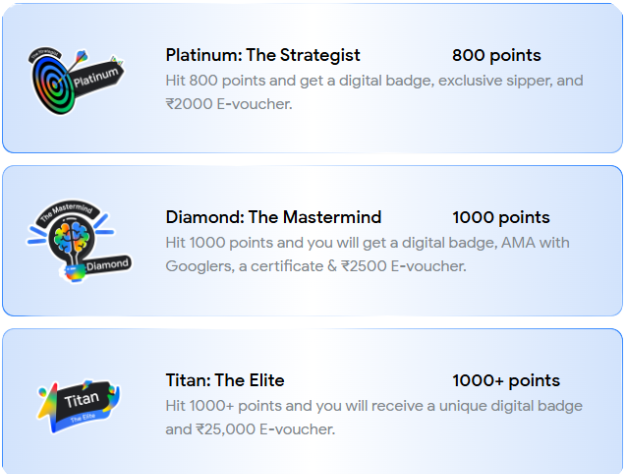 The Strategist
Platinum
Platinum: The Strategist
800 points
Hit 800 points and get a digital badge, exclusive sipper, and
₹2000 E-voucher.
The Mastermind
Diamond
Diamond: The Mastermind
1000 points
Hit 1000 points and you will get a digital badge, AMA with
Googlers, a certificate & ₹2500 E-voucher.
Titan
The Elite
Titan: The Elite
1000+ points
Hit 1000+ points and you will receive a unique digital badge
and ₹25,000 E-voucher.